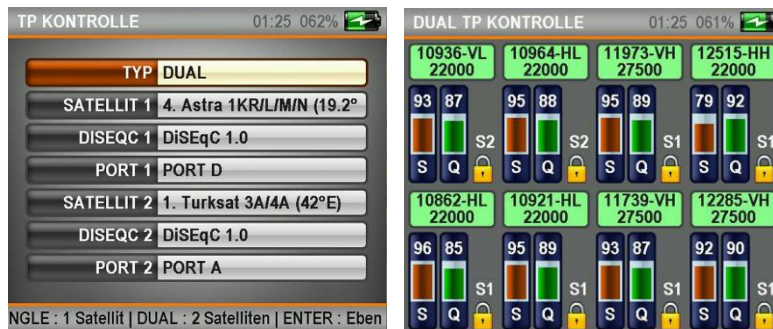 TP KONTROLLE 01:25 062%
TYP DUAL
SATELLIT 1 4. Astra 1KR/L/M/N (19.2°
DISEQC 1 DiSEqC 1.0
PORT 1 PORT D
SATELLIT 2 1. Turksat 3A/4A (42°E)
DISEQC 2 DiSEqC 1.0
PORT 2 PORT A
NGLE : 1 Satellit | DUAL : 2 Satelliten | ENTER : Eben
DUAL TP KONTROLLE 01:25 061%
10936-VL 10964-HL 11973-VH 12515-HH
22000 22000 27500 22000
93 87 95 88 95 89 79 92
S2 S2 S1 S1
S Q S Q S Q S Q
10862-HL 10921-HL 11739-VH 12285-VH
22000 22000 27500 27500
96 85 95 89 93 87 92 90
S1 S1 S1 S1
S Q S Q S Q S Q